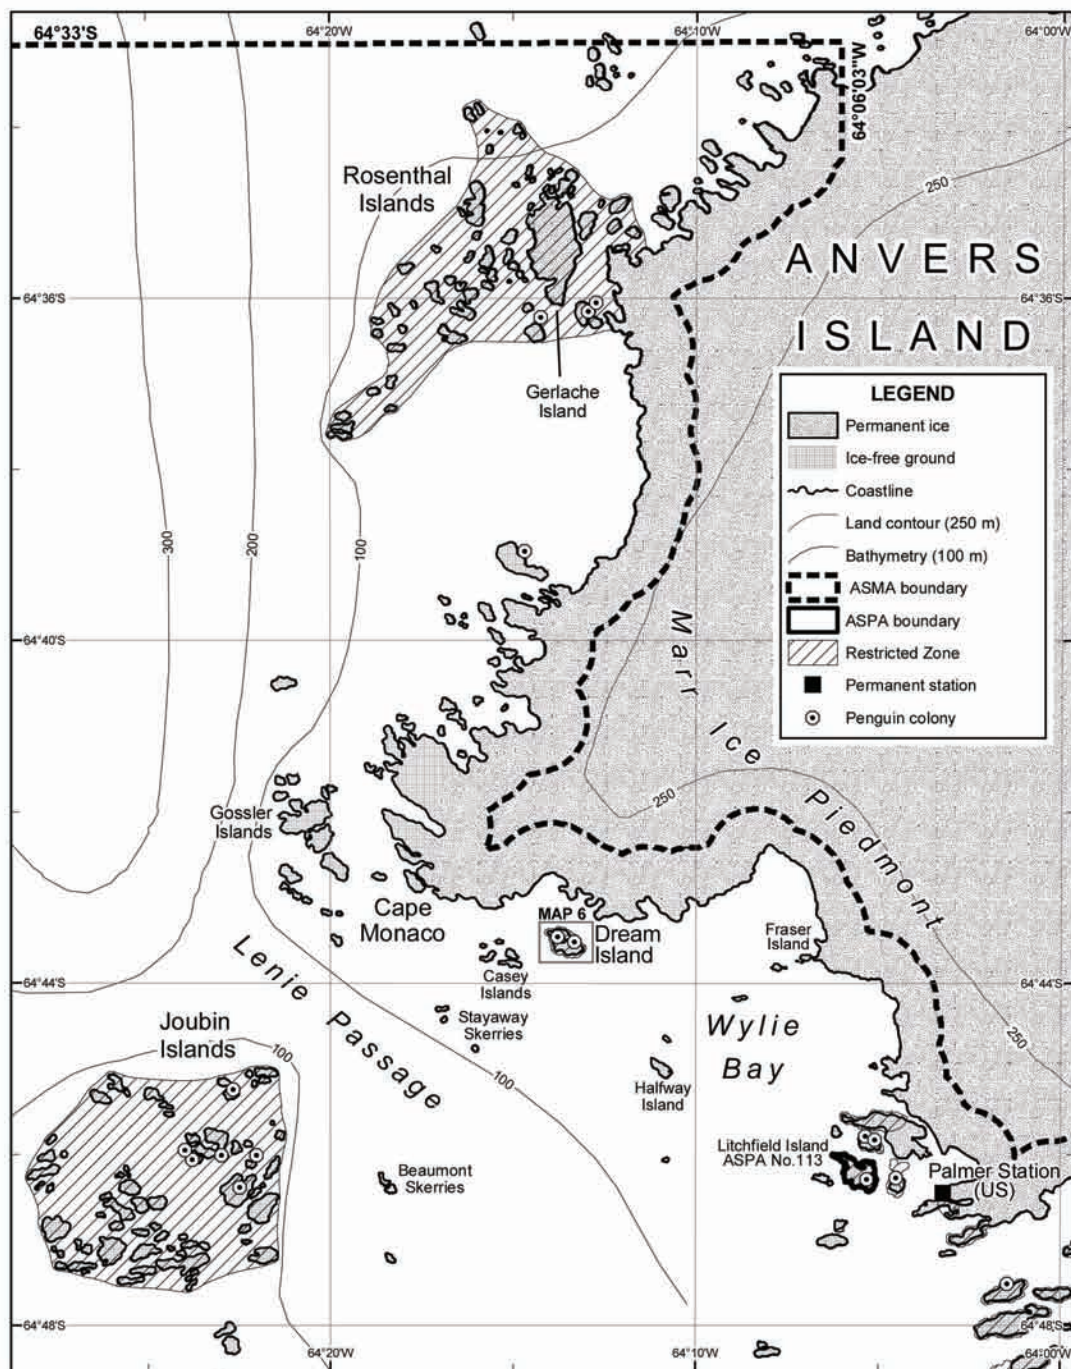 64°20'W
64°10'W
64°00'W
64°33'S
64°06'03"W
Rosenthal
Islands
250
ANVERS
ISLAND
64°36'S
64°36'S
Gerlache
Island
LEGEND
Permanent ice
Ice-free ground
Coastline
Land contour (250 m)
Bathymetry (100 m)
ASMA boundary
ASPA boundary
Restricted Zone
Permanent station
Penguin colony
300
200
100
64°40'S
64°40'S
Marr Ice Piedmont
250
Gossler
Islands
Cape
Monaco
MAP 6
Dream
Island
Fraser
Island
Casey
Islands
64°44'S
64°44'S
Lenie Passage
Stayaway
Skerries
Wylie
Bay
250
Joubin
Islands
100
100
Halfway
Island
Litchfield Island
ASPA No.113
Beaumont
Skerries
Palmer Station
(US)
64°48'S
64°48'S
64°20'W
64°10'W
64°00'W